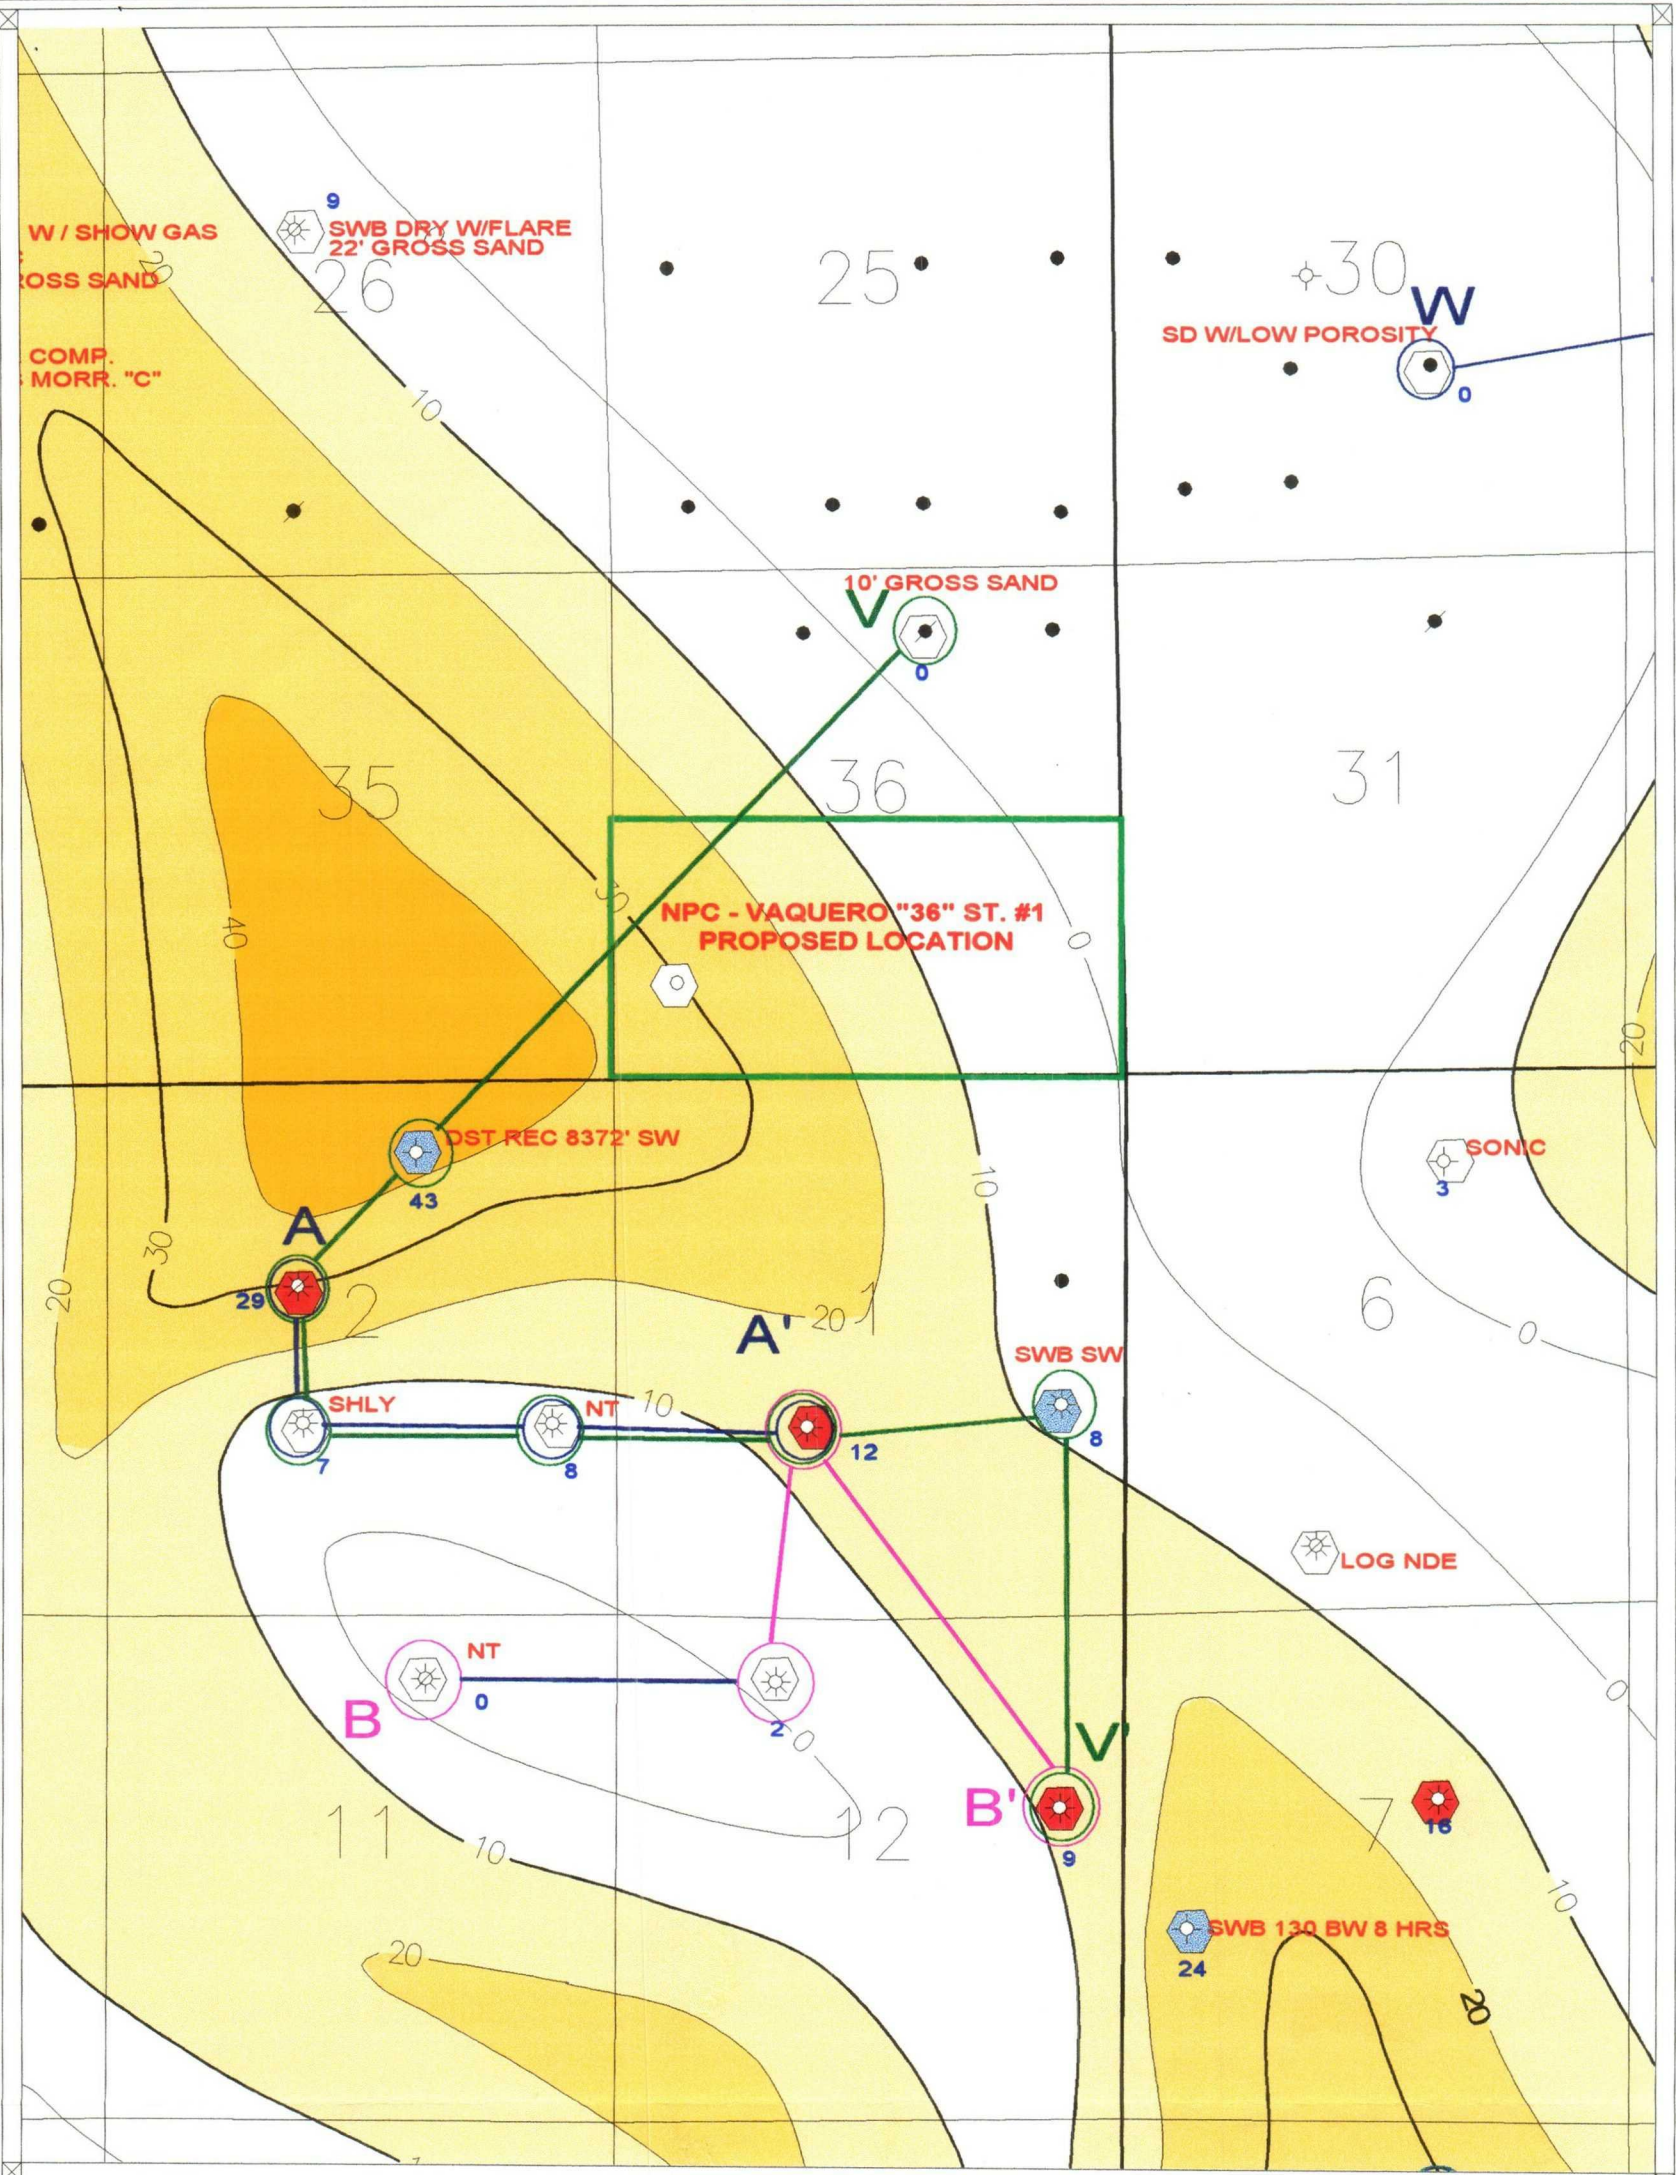 9
SWB DRY W/FLARE
22' GROSS SAND
W / SHOW GAS
OSS SAND
20
26
25
30
W
SD W/LOW POROSITY
0
COMP.
MORR. "C"
10
10' GROSS SAND
V
0
35
36
31
40
30
NPC - VAQUERO "36" ST. #1
PROPOSED LOCATION
0
20
DST REC 8372' SW
43
10
SONIC
3
A
30
29
20
2
A'
20
1
6
0
SWB SW
8
SHLY
7
NT
8
10
12
LOG NDE
NT
0
B
2
0
0
V'
B'
9
11
12
7
16
10
10
20
SWB 130 BW 8 HRS
24
20